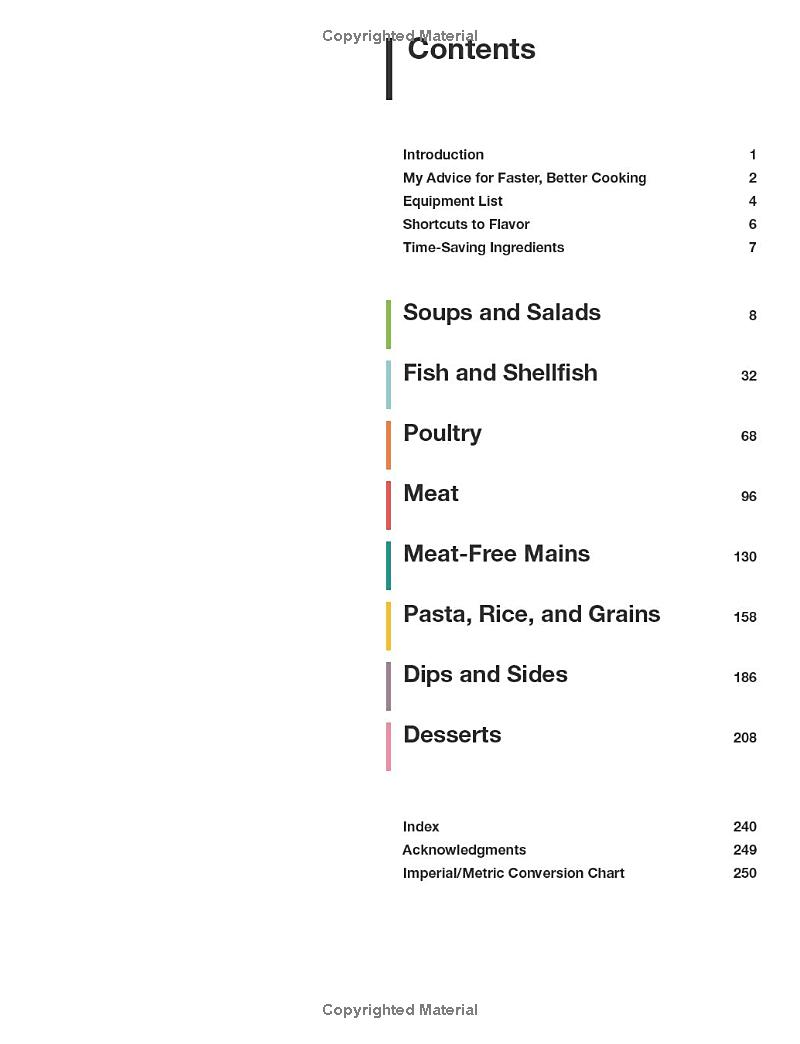 Copyrighted Material
Contents
Introduction 1
My Advice for Faster, Better Cooking 2
Equipment List 4
Shortcuts to Flavor 6
Time-Saving Ingredients 7
Soups and Salads 8
Fish and Shellfish 32
Poultry 68
Meat 96
Meat-Free Mains 130
Pasta, Rice, and Grains 158
Dips and Sides 186
Desserts 208
Index 240
Acknowledgments 249
Imperial/Metric Conversion Chart 250
Copyrighted Material